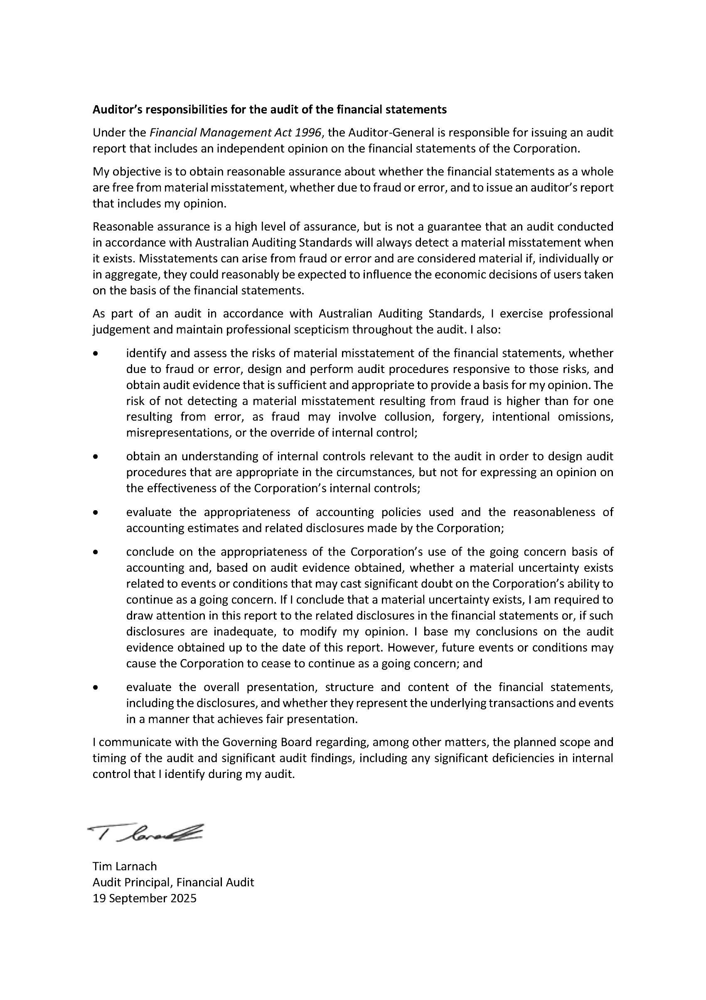 Auditor’s responsibilities for the audit of the financial statements
Under the Financial Management Act 1996, the Auditor-General is responsible for issuing an audit
report that includes an independent opinion on the financial statements of the Corporation.
My objective is to obtain reasonable assurance about whether the financial statements as a whole
are free from material misstatement, whether due to fraud or error, and to issue an auditor’s report
that includes my opinion.
Reasonable assurance is a high level of assurance, but is not a guarantee that an audit conducted
in accordance with Australian Auditing Standards will always detect a material misstatement when
it exists. Misstatements can arise from fraud or error and are considered material if, individually or
in aggregate, they could reasonably be expected to influence the economic decisions of users taken
on the basis of the financial statements.
As part of an audit in accordance with Australian Auditing Standards, I exercise professional
judgement and maintain professional scepticism throughout the audit. I also:
• identify and assess the risks of material misstatement of the financial statements, whether
due to fraud or error, design and perform audit procedures responsive to those risks, and
obtain audit evidence that is sufficient and appropriate to provide a basis for my opinion. The
risk of not detecting a material misstatement resulting from fraud is higher than for one
resulting from error, as fraud may involve collusion, forgery, intentional omissions,
misrepresentations, or the override of internal control;
• obtain an understanding of internal controls relevant to the audit in order to design audit
procedures that are appropriate in the circumstances, but not for expressing an opinion on
the effectiveness of the Corporation’s internal controls;
• evaluate the appropriateness of accounting policies used and the reasonableness of
accounting estimates and related disclosures made by the Corporation;
• conclude on the appropriateness of the Corporation’s use of the going concern basis of
accounting and, based on audit evidence obtained, whether a material uncertainty exists
related to events or conditions that may cast significant doubt on the Corporation’s ability to
continue as a going concern. If I conclude that a material uncertainty exists, I am required to
draw attention in this report to the related disclosures in the financial statements or, if such
disclosures are inadequate, to modify my opinion. I base my conclusions on the audit
evidence obtained up to the date of this report. However, future events or conditions may
cause the Corporation to cease to continue as a going concern; and
• evaluate the overall presentation, structure and content of the financial statements,
including the disclosures, and whether they represent the underlying transactions and events
in a manner that achieves fair presentation.
I communicate with the Governing Board regarding, among other matters, the planned scope and
timing of the audit and significant audit findings, including any significant deficiencies in internal
control that I identify during my audit.
T Larnach
Tim Larnach
Audit Principal, Financial Audit
19 September 2025